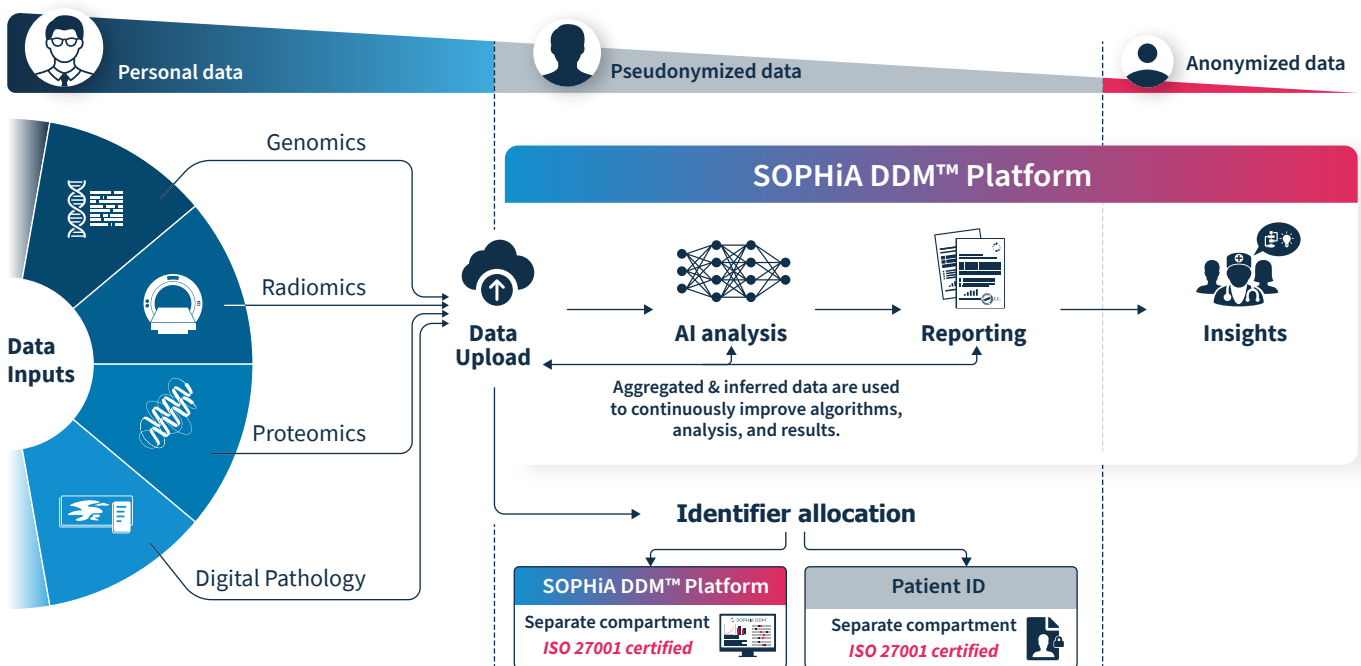 Personal data
Pseudonymized data
Anonymized data
Genomics
Radiomics
Proteomics
Digital Pathology
Data
Inputs
SOPHiA DDM™ Platform
Data
Upload
AI analysis
Reporting
Insights
Aggregated & inferred data are used
to continuously improve algorithms,
analysis, and results.
Identifier allocation
SOPHiA DDM™ Platform
Separate compartment
ISO 27001 certified
SOPHiA DDM™
Patient ID
Separate compartment
ISO 27001 certified